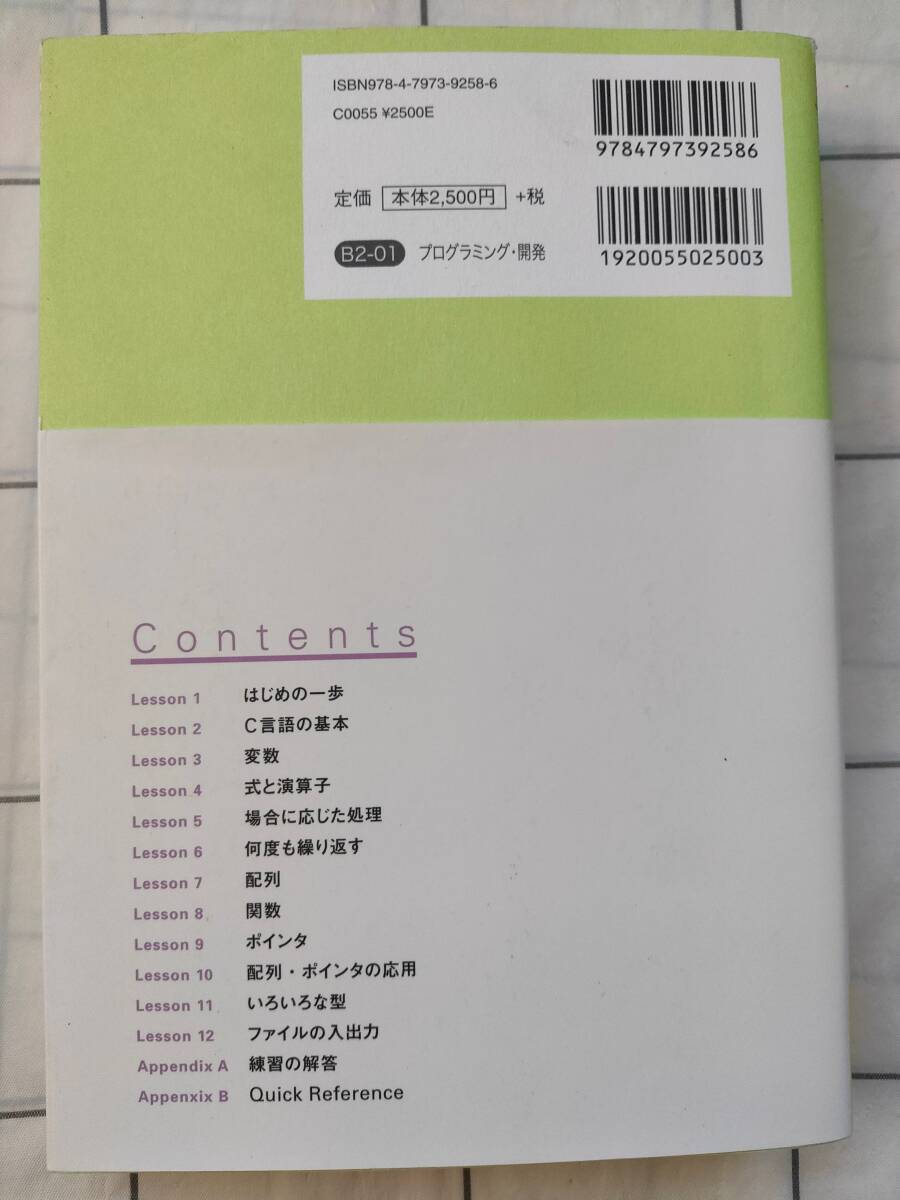 ISBN978-4-7973-9258-6
C0055 ¥2500E
9784797392586
定価 本体2,500円 +税
B2-01 プログラミング・開発
1920055025003
Contents
Lesson 1 はじめの一歩
Lesson 2 C言語の基本
Lesson 3 変数
Lesson 4 式と演算子
Lesson 5 場合に応じた処理
Lesson 6 何度も繰り返す
Lesson 7 配列
Lesson 8 関数
Lesson 9 ポインタ
Lesson 10 配列・ポインタの応用
Lesson 11 いろいろな型
Lesson 12 ファイルの入出力
Appendix A 練習の解答
Appenxix B Quick Reference